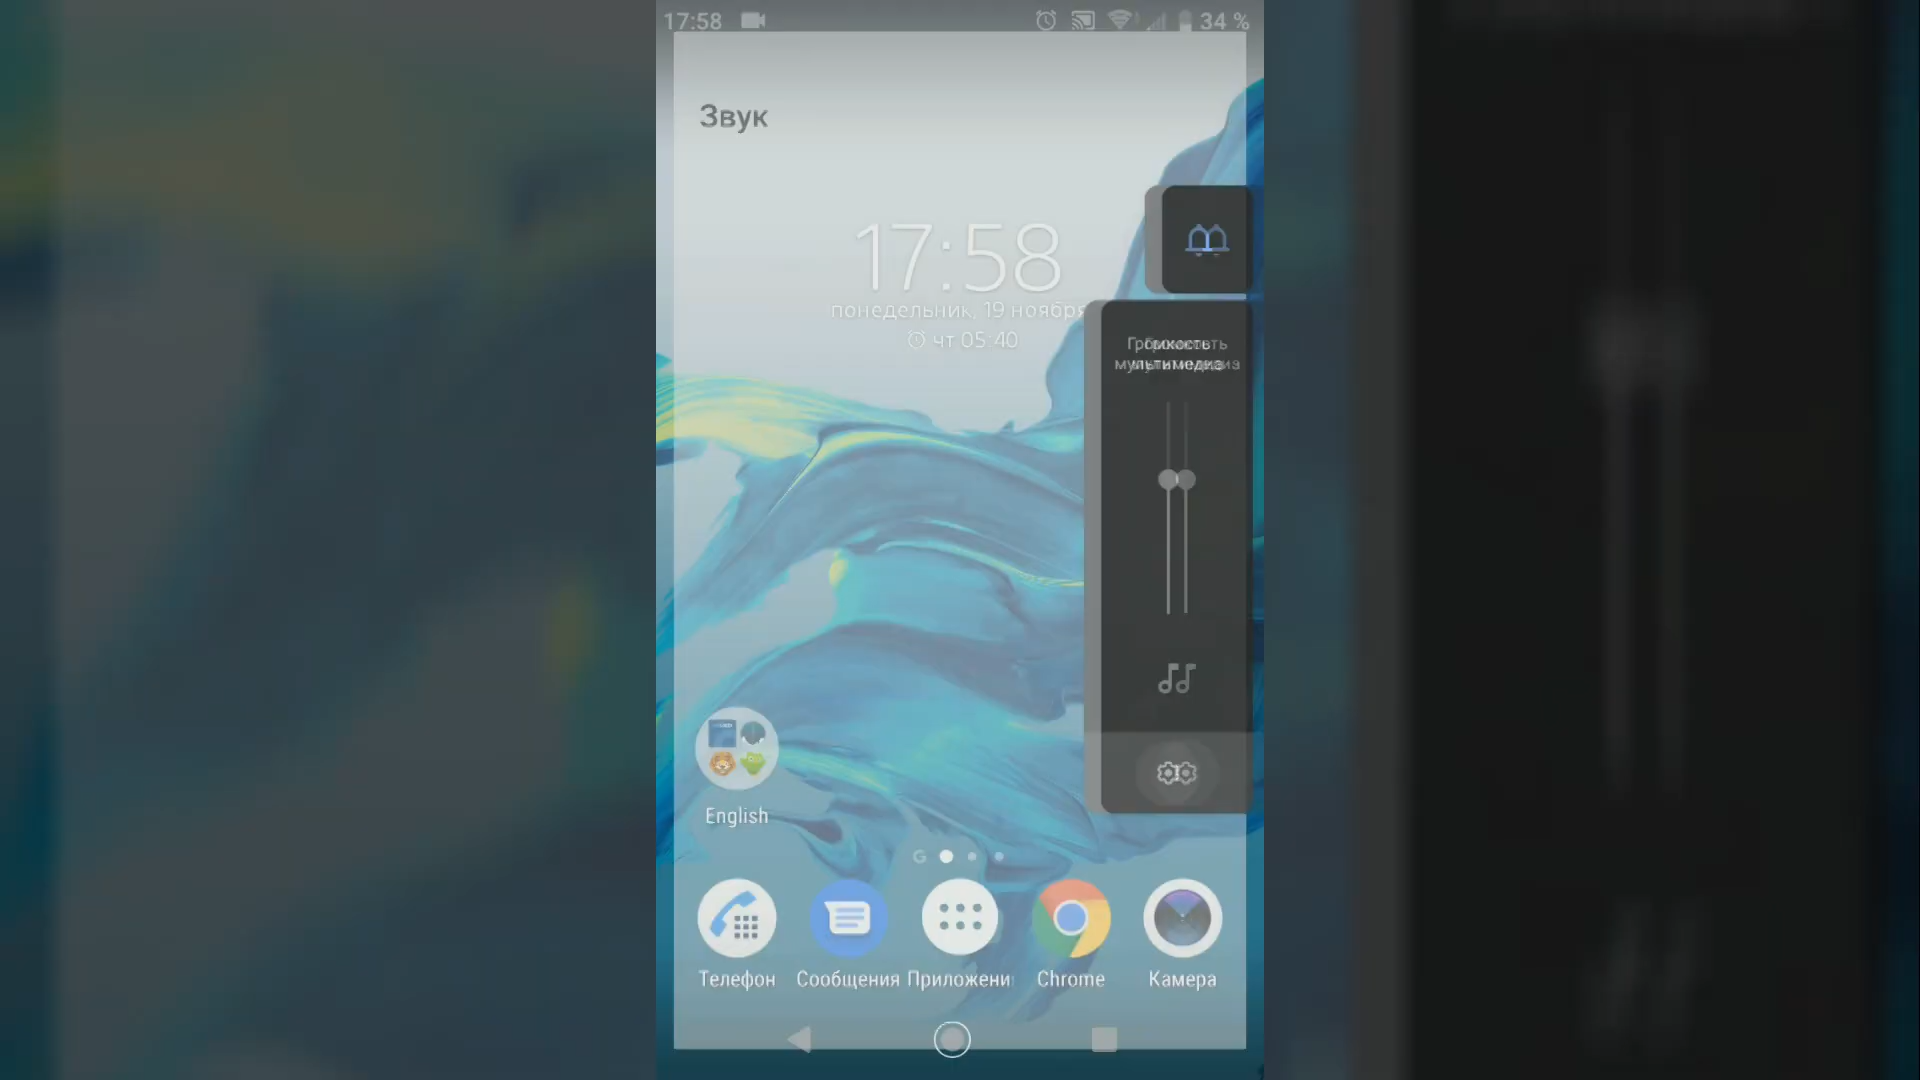 17:58
34 %
Звук
17:58
понедельник, 19 ноября
чт 05:40
Громкость
мультимедиа
English
G
Телефон
Сообщения
Приложени
Chrome
Камера